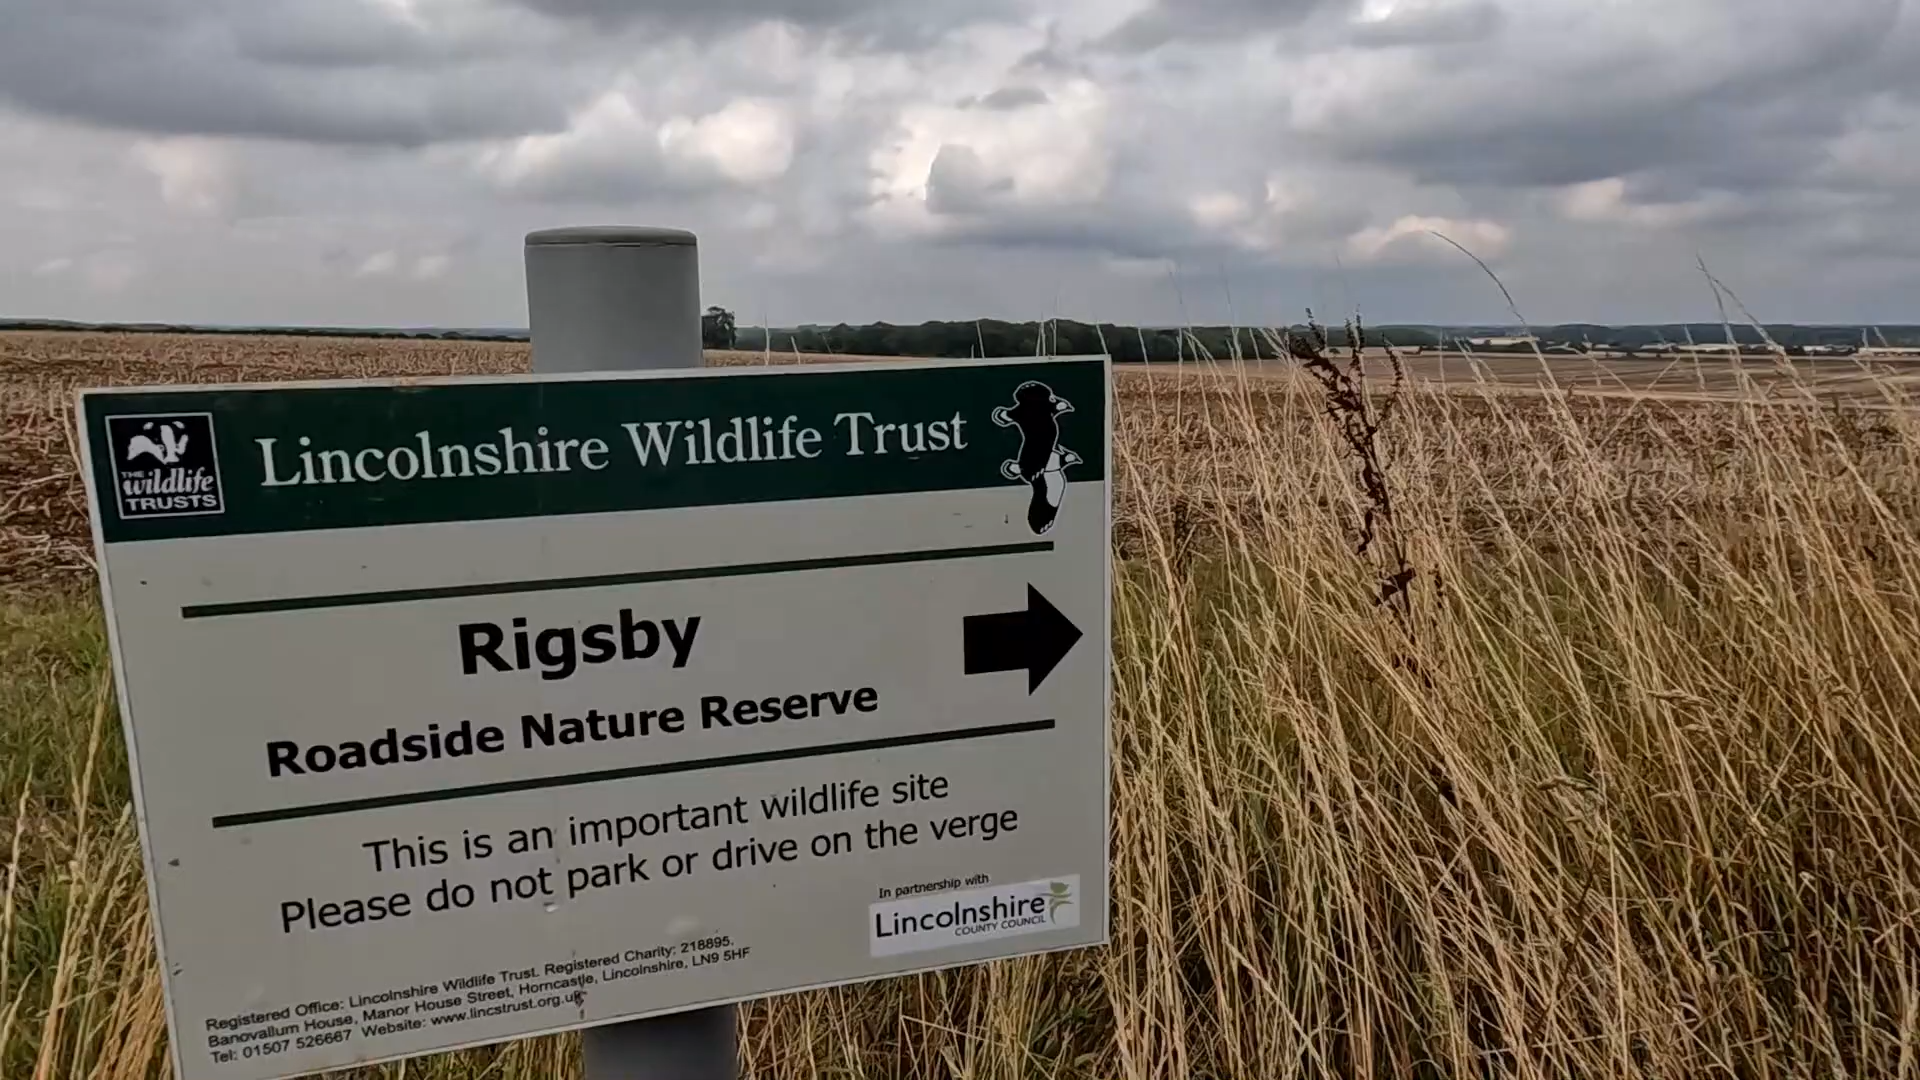 THE
wildlife
TRUSTS
Lincolnshire Wildlife Trust
Rigsby
Roadside Nature Reserve
This is an important wildlife site
Please do not park or drive on the verge
In partnership with
Lincolnshire
COUNTY COUNCIL
Registered Office: Lincolnshire Wildlife Trust. Registered Charity: 218895.
Banovallum House, Manor House Street, Horncastle, Lincolnshire, LN9 5HF
Tel: 01507 526667 Website: www.lincstrust.org.uk